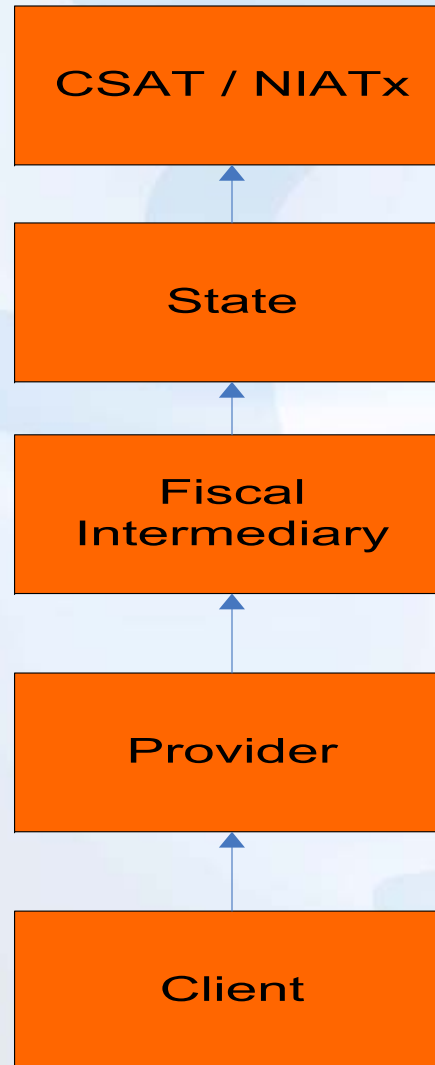 CSAT / NIATx
State
Fiscal
Intermediary
Provider
Client